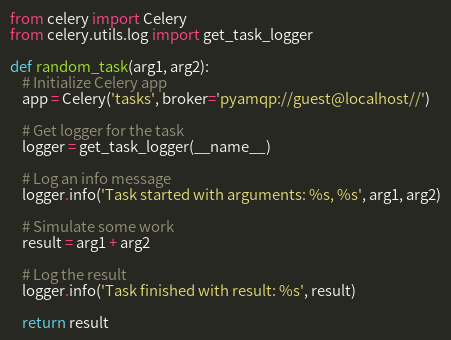 from celery import Celery
from celery.utils.log import get_task_logger
def random_task(arg1, arg2):
# Initialize Celery app
app = Celery('tasks', broker='pyamqp://guest@localhost//')
# Get logger for the task
logger = get_task_logger(__name__)
# Log an info message
logger.info('Task started with arguments: %s, %s', arg1, arg2)
# Simulate some work
result = arg1 + arg2
# Log the result
logger.info('Task finished with result: %s', result)
return result